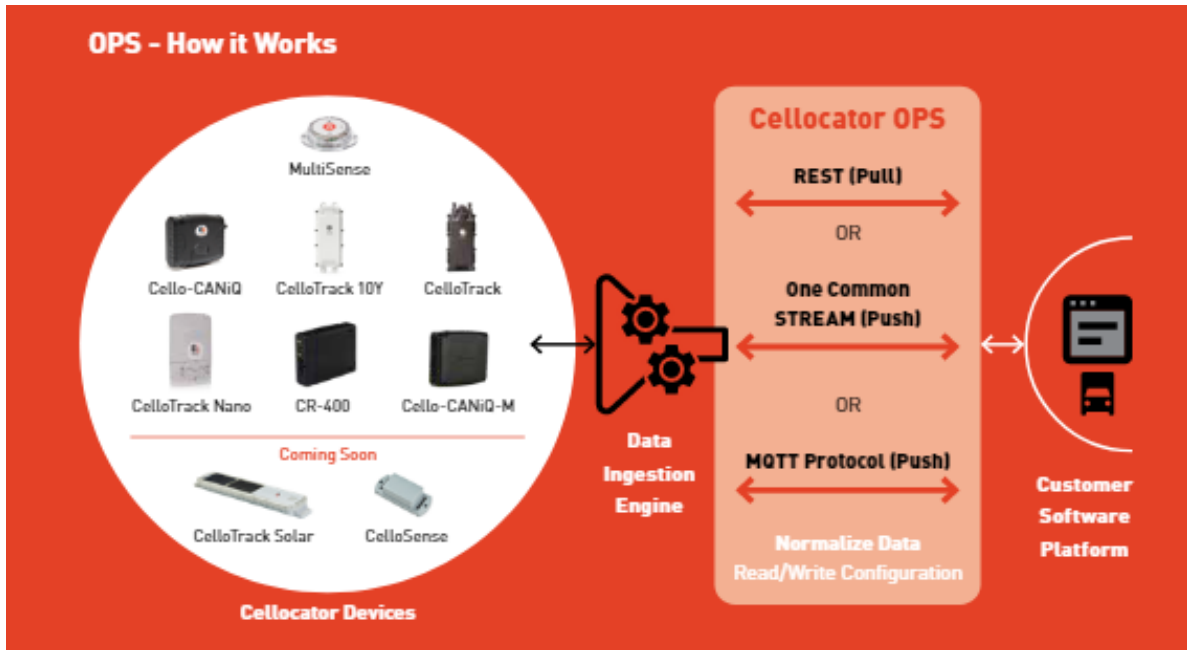 OPS - How it Works
MultiSense
Cello-CANiQ
CelloTrack 10Y
CelloTrack
CelloTrack Nano
CR-400
Cello-CANiQ-M
Coming Soon
CelloTrack Solar
CelloSense
Cellocator Devices
Data
Ingestion
Engine
Cellocator OPS
REST (Pull)
OR
One Common
STREAM (Push)
OR
MQTT Protocol (Push)
Normalize Data
Read/Write Configuration
Customer
Software
Platform